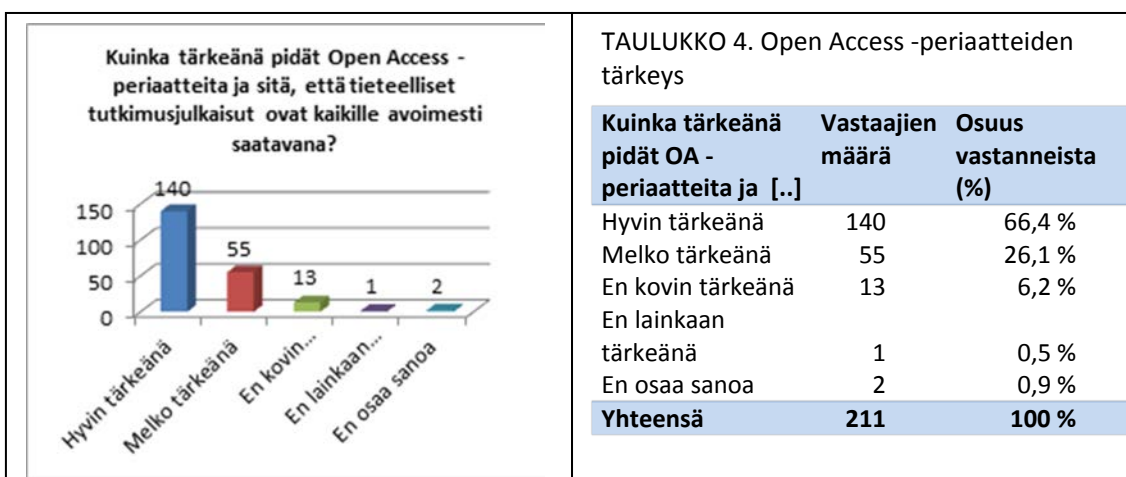 Kuinka tärkeänä pidät Open Access -
periaatteita ja sitä, että tieteelliset
tutkimusjulkaisut ovat kaikille avoimesti
saatavana?
140
55
13
1
2
150
100
50
0
Hyvin tärkeänä
Melko tärkeänä
En kovin...
En lainkaan...
En osaa sanoa
TAULUKKO 4. Open Access -periaatteiden
tärkeys
Kuinka tärkeänä Vastaajien Osuus
pidät OA - määrä vastanneista
periaatteita ja [..] (%)
Hyvin tärkeänä 140 66,4 %
Melko tärkeänä 55 26,1 %
En kovin tärkeänä 13 6,2 %
En lainkaan
tärkeänä 1 0,5 %
En osaa sanoa 2 0,9 %
Yhteensä 211 100 %